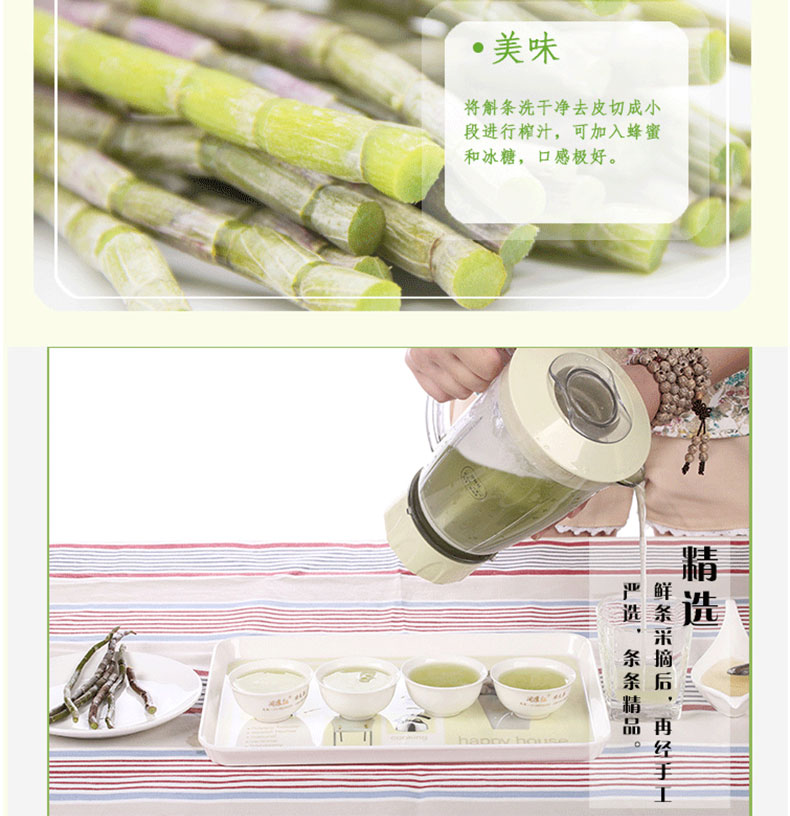 •美味
将斛条洗干净去皮切成小
段进行榨汁，可加入蜂蜜
和冰糖，口感极好。
精选
鲜条米摘后，再经手工
严选，条条精品。
happy house